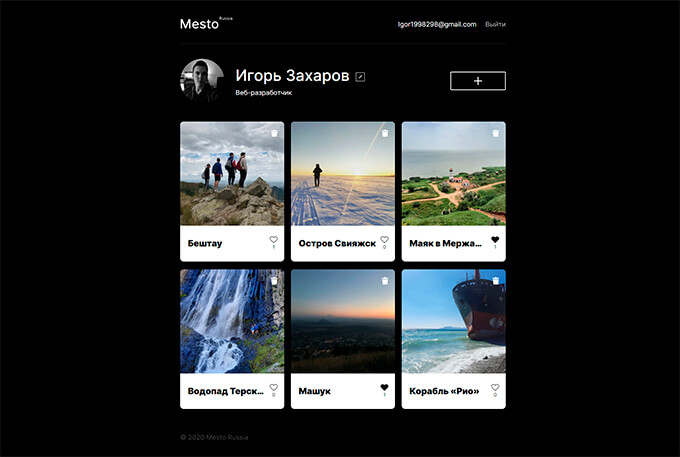 Mesto Russia
Igor1998298@gmail.com Выйти
Игорь Захаров
Веб-разработчик
+
Бештау 1
Остров Свияжск 0
Маяк в Мержа... 1
Водопад Терск... 0
Машук 1
Корабль «Рио» 0
© 2020 Mesto Russia